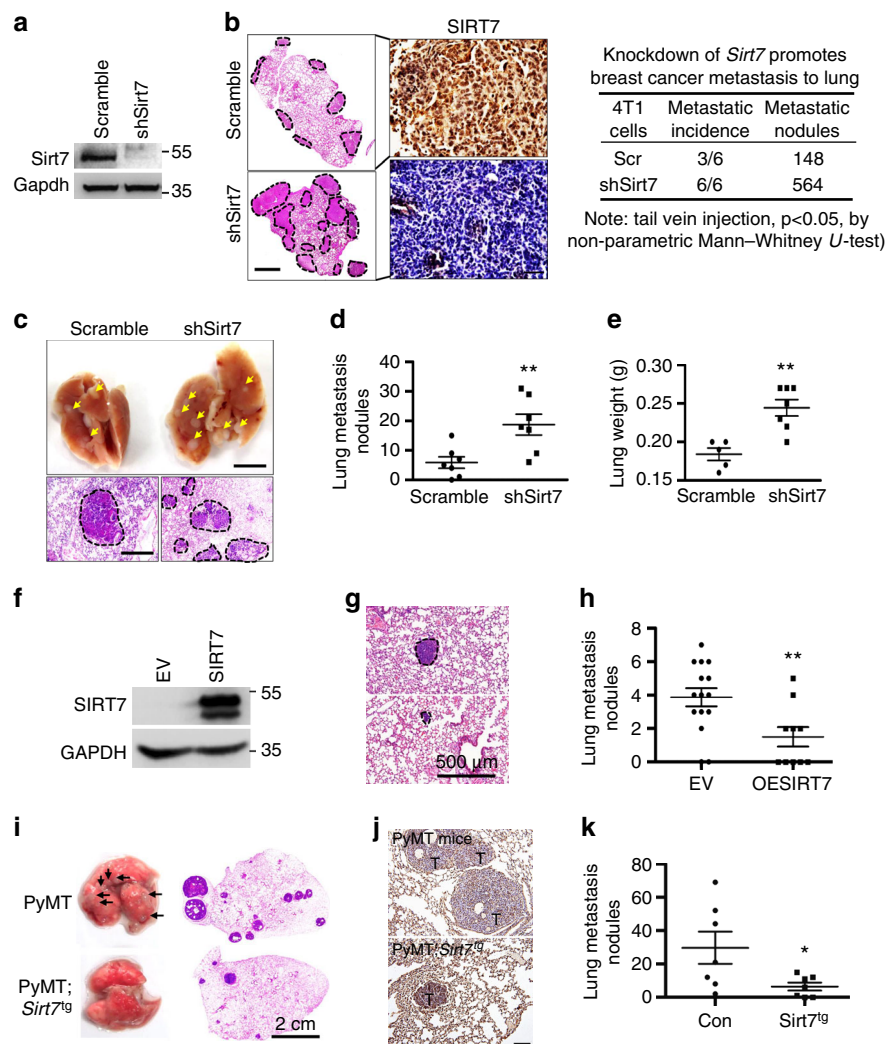 a
Scramble
shSirt7
Sirt7
55
Gapdh
35
b
SIRT7
Scramble
shSirt7
Knockdown of Sirt7 promotes
breast cancer metastasis to lung
4T1 Metastatic Metastatic
cells incidence nodules
Scr 3/6 148
shSirt7 6/6 564
Note: tail vein injection, p<0.05, by
non-parametric Mann–Whitney U-test)
c
Scramble shSirt7
d
Lung metastasis
nodules
40
30
20
10
0
**
Scramble shSirt7
e
Lung weight (g)
0.30
0.25
0.20
0.15
**
Scramble shSirt7
f
EV
SIRT7
SIRT7
55
GAPDH
35
g
500 µm
h
Lung metastasis
nodules
8
6
4
2
0
**
EV OESIRT7
i
PyMT
PyMT;
Sirt7tg
2 cm
j
PyMT mice
T T
T
PyMT;Sirt7tg
T
k
Lung metastasis
nodules
80
60
40
20
0
*
Con Sirt7tg